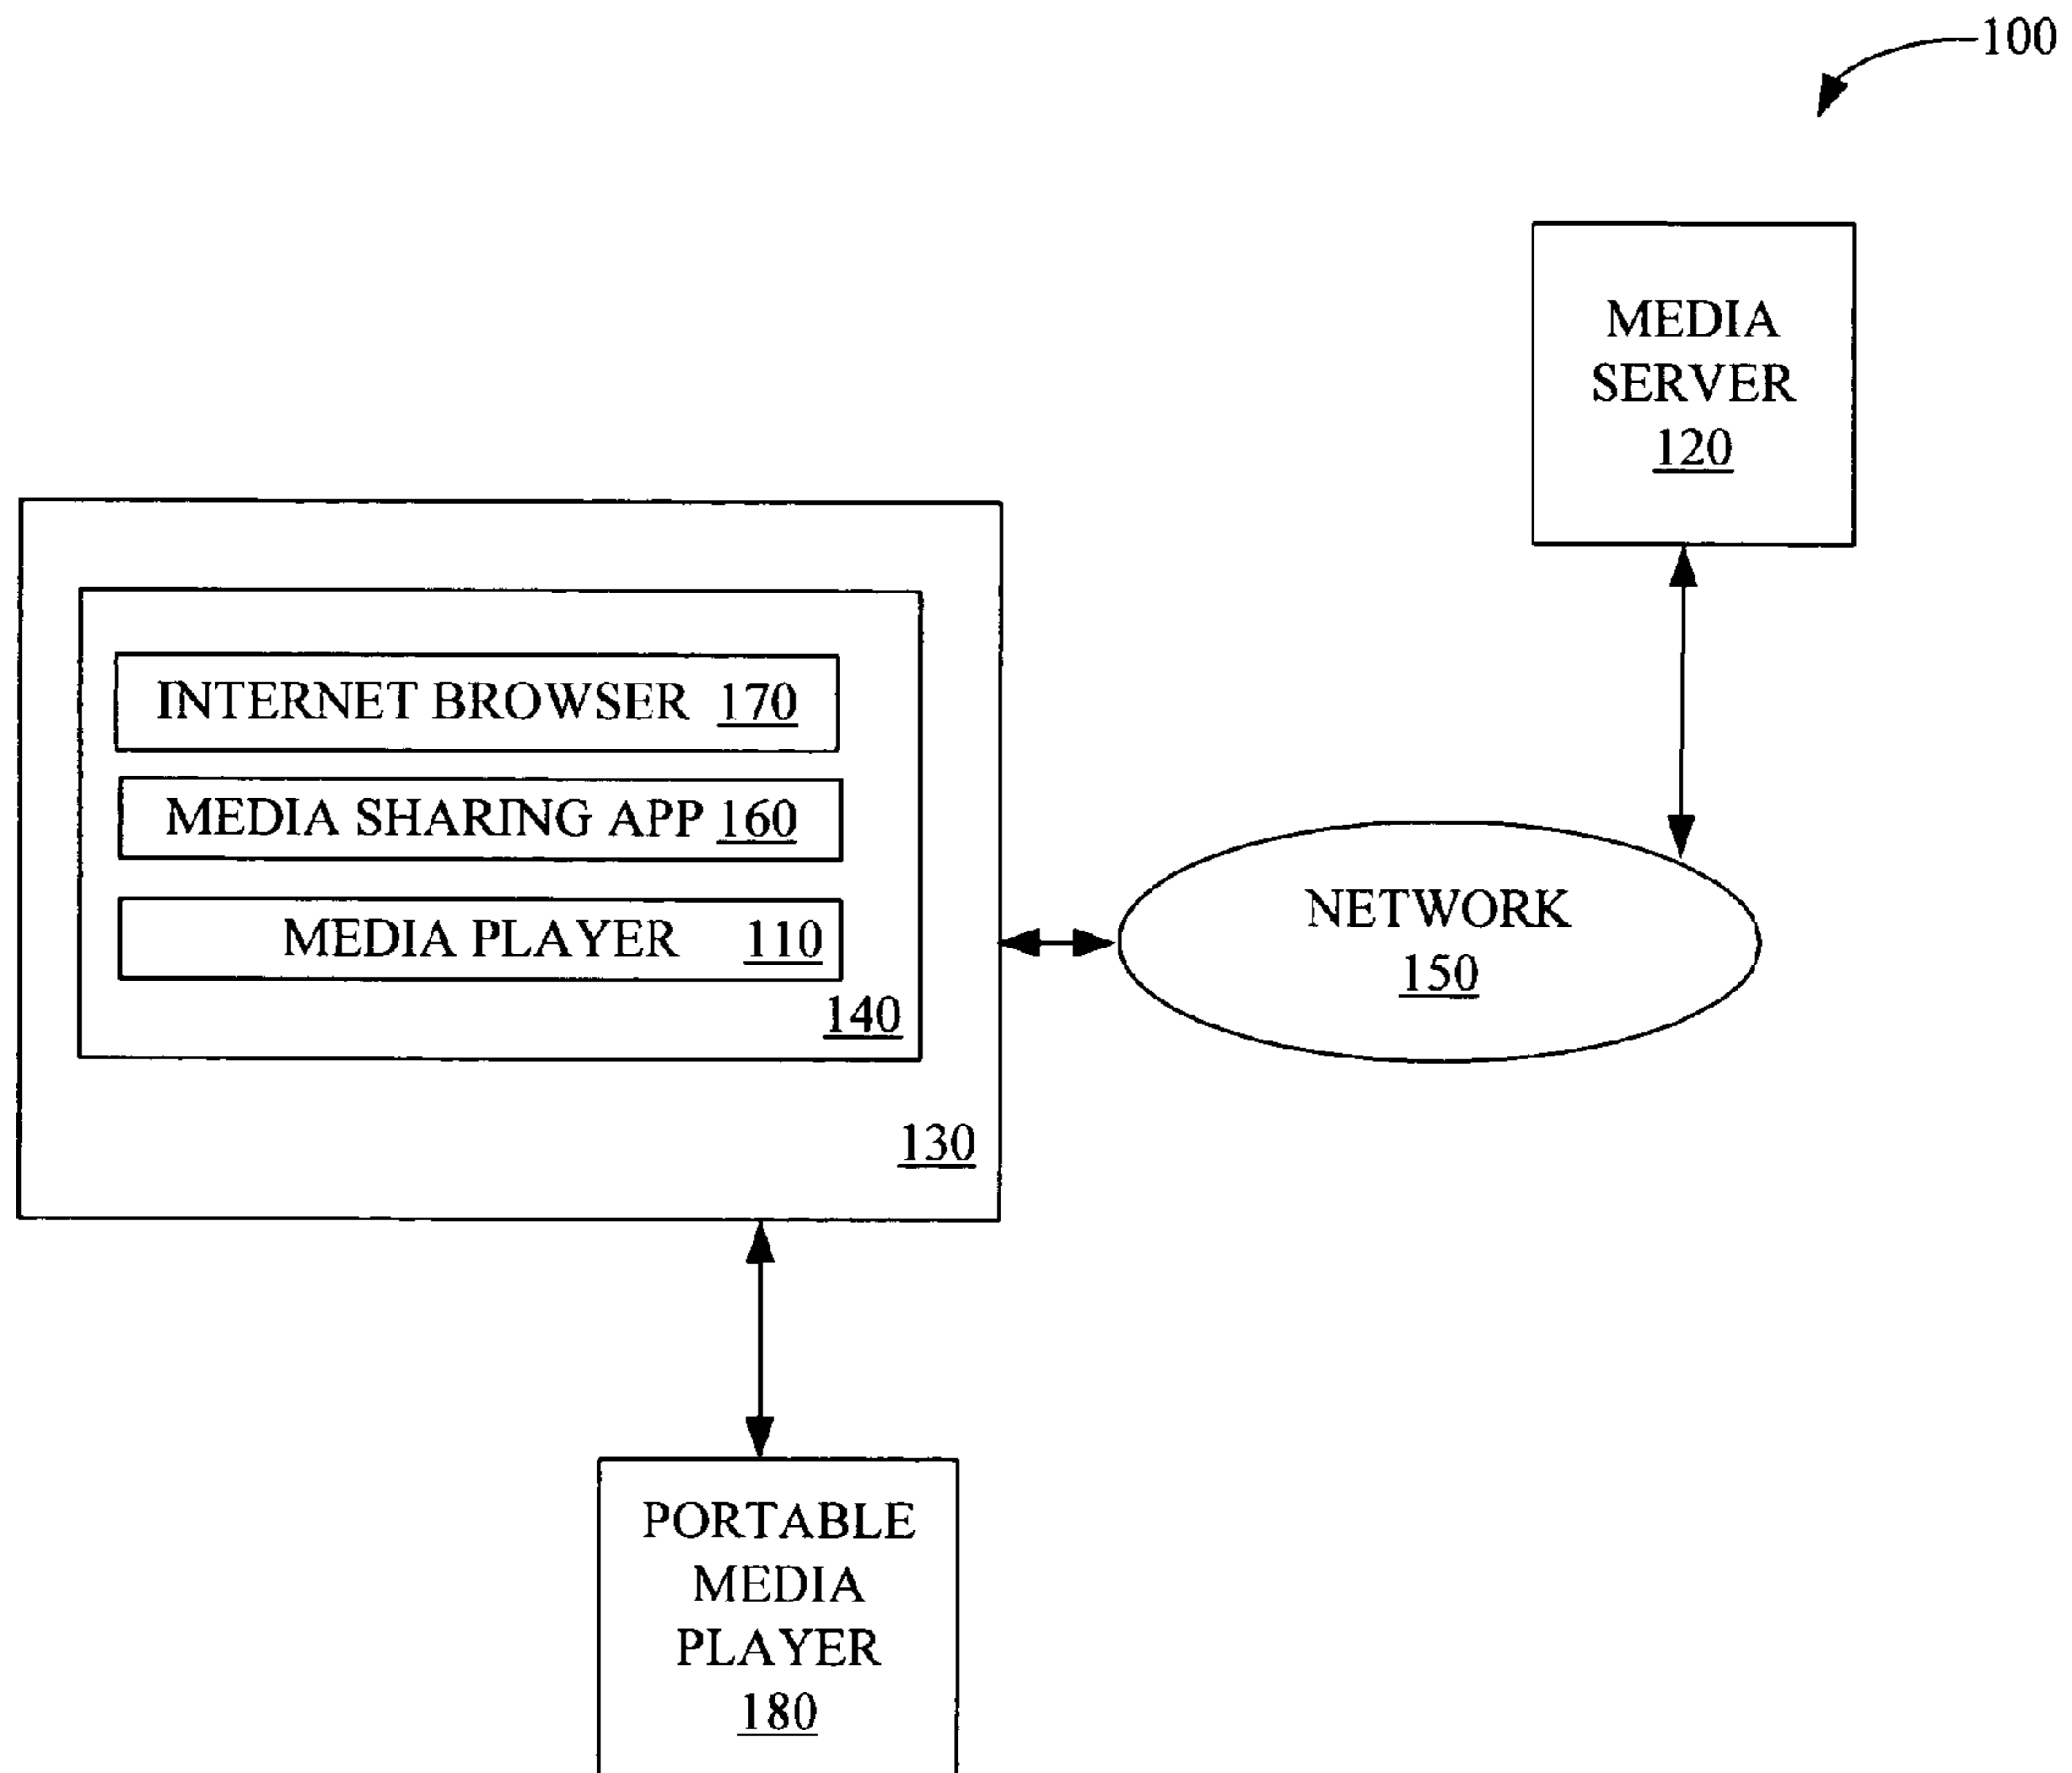 100
MEDIA
SERVER
120
INTERNET BROWSER 170
MEDIA SHARING APP 160
MEDIA PLAYER 110
140
130
NETWORK
150
PORTABLE
MEDIA
PLAYER
180